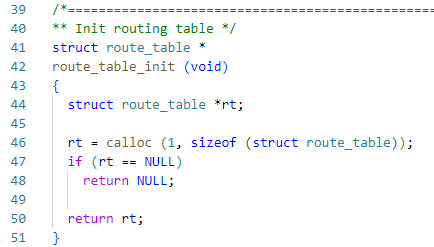 39 /*================================================
40 ** Init routing table */
41 struct route_table *
42 route_table_init (void)
43 {
44 struct route_table *rt;
45
46 rt = calloc (1, sizeof (struct route_table));
47 if (rt == NULL)
48 return NULL;
49
50 return rt;
51 }